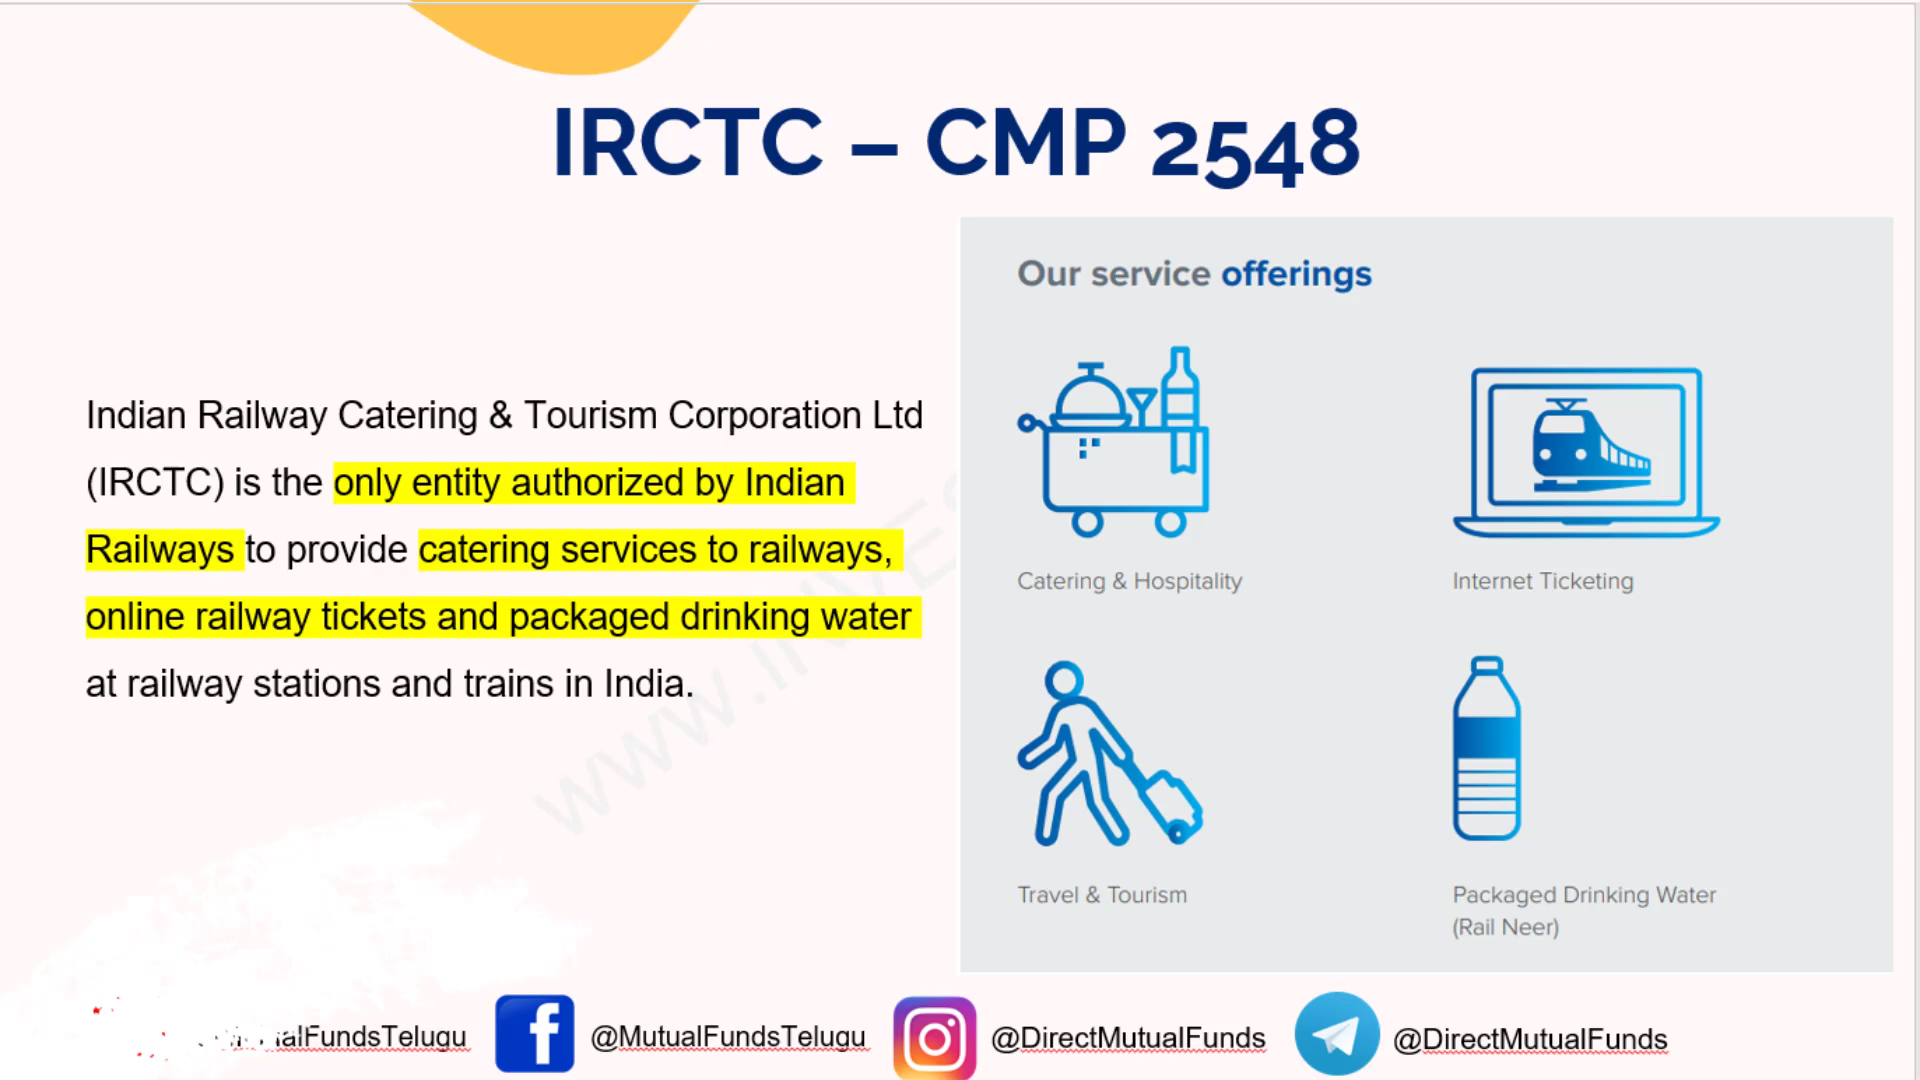 IRCTC – CMP 2548
Indian Railway Catering & Tourism Corporation Ltd
(IRCTC) is the only entity authorized by Indian
Railways to provide catering services to railways,
online railway tickets and packaged drinking water
at railway stations and trains in India.
Our service offerings
Catering & Hospitality
Internet Ticketing
Travel & Tourism
Packaged Drinking Water
(Rail Neer)
@MutualFundsTelugu
@DirectMutualFunds
@DirectMutualFunds